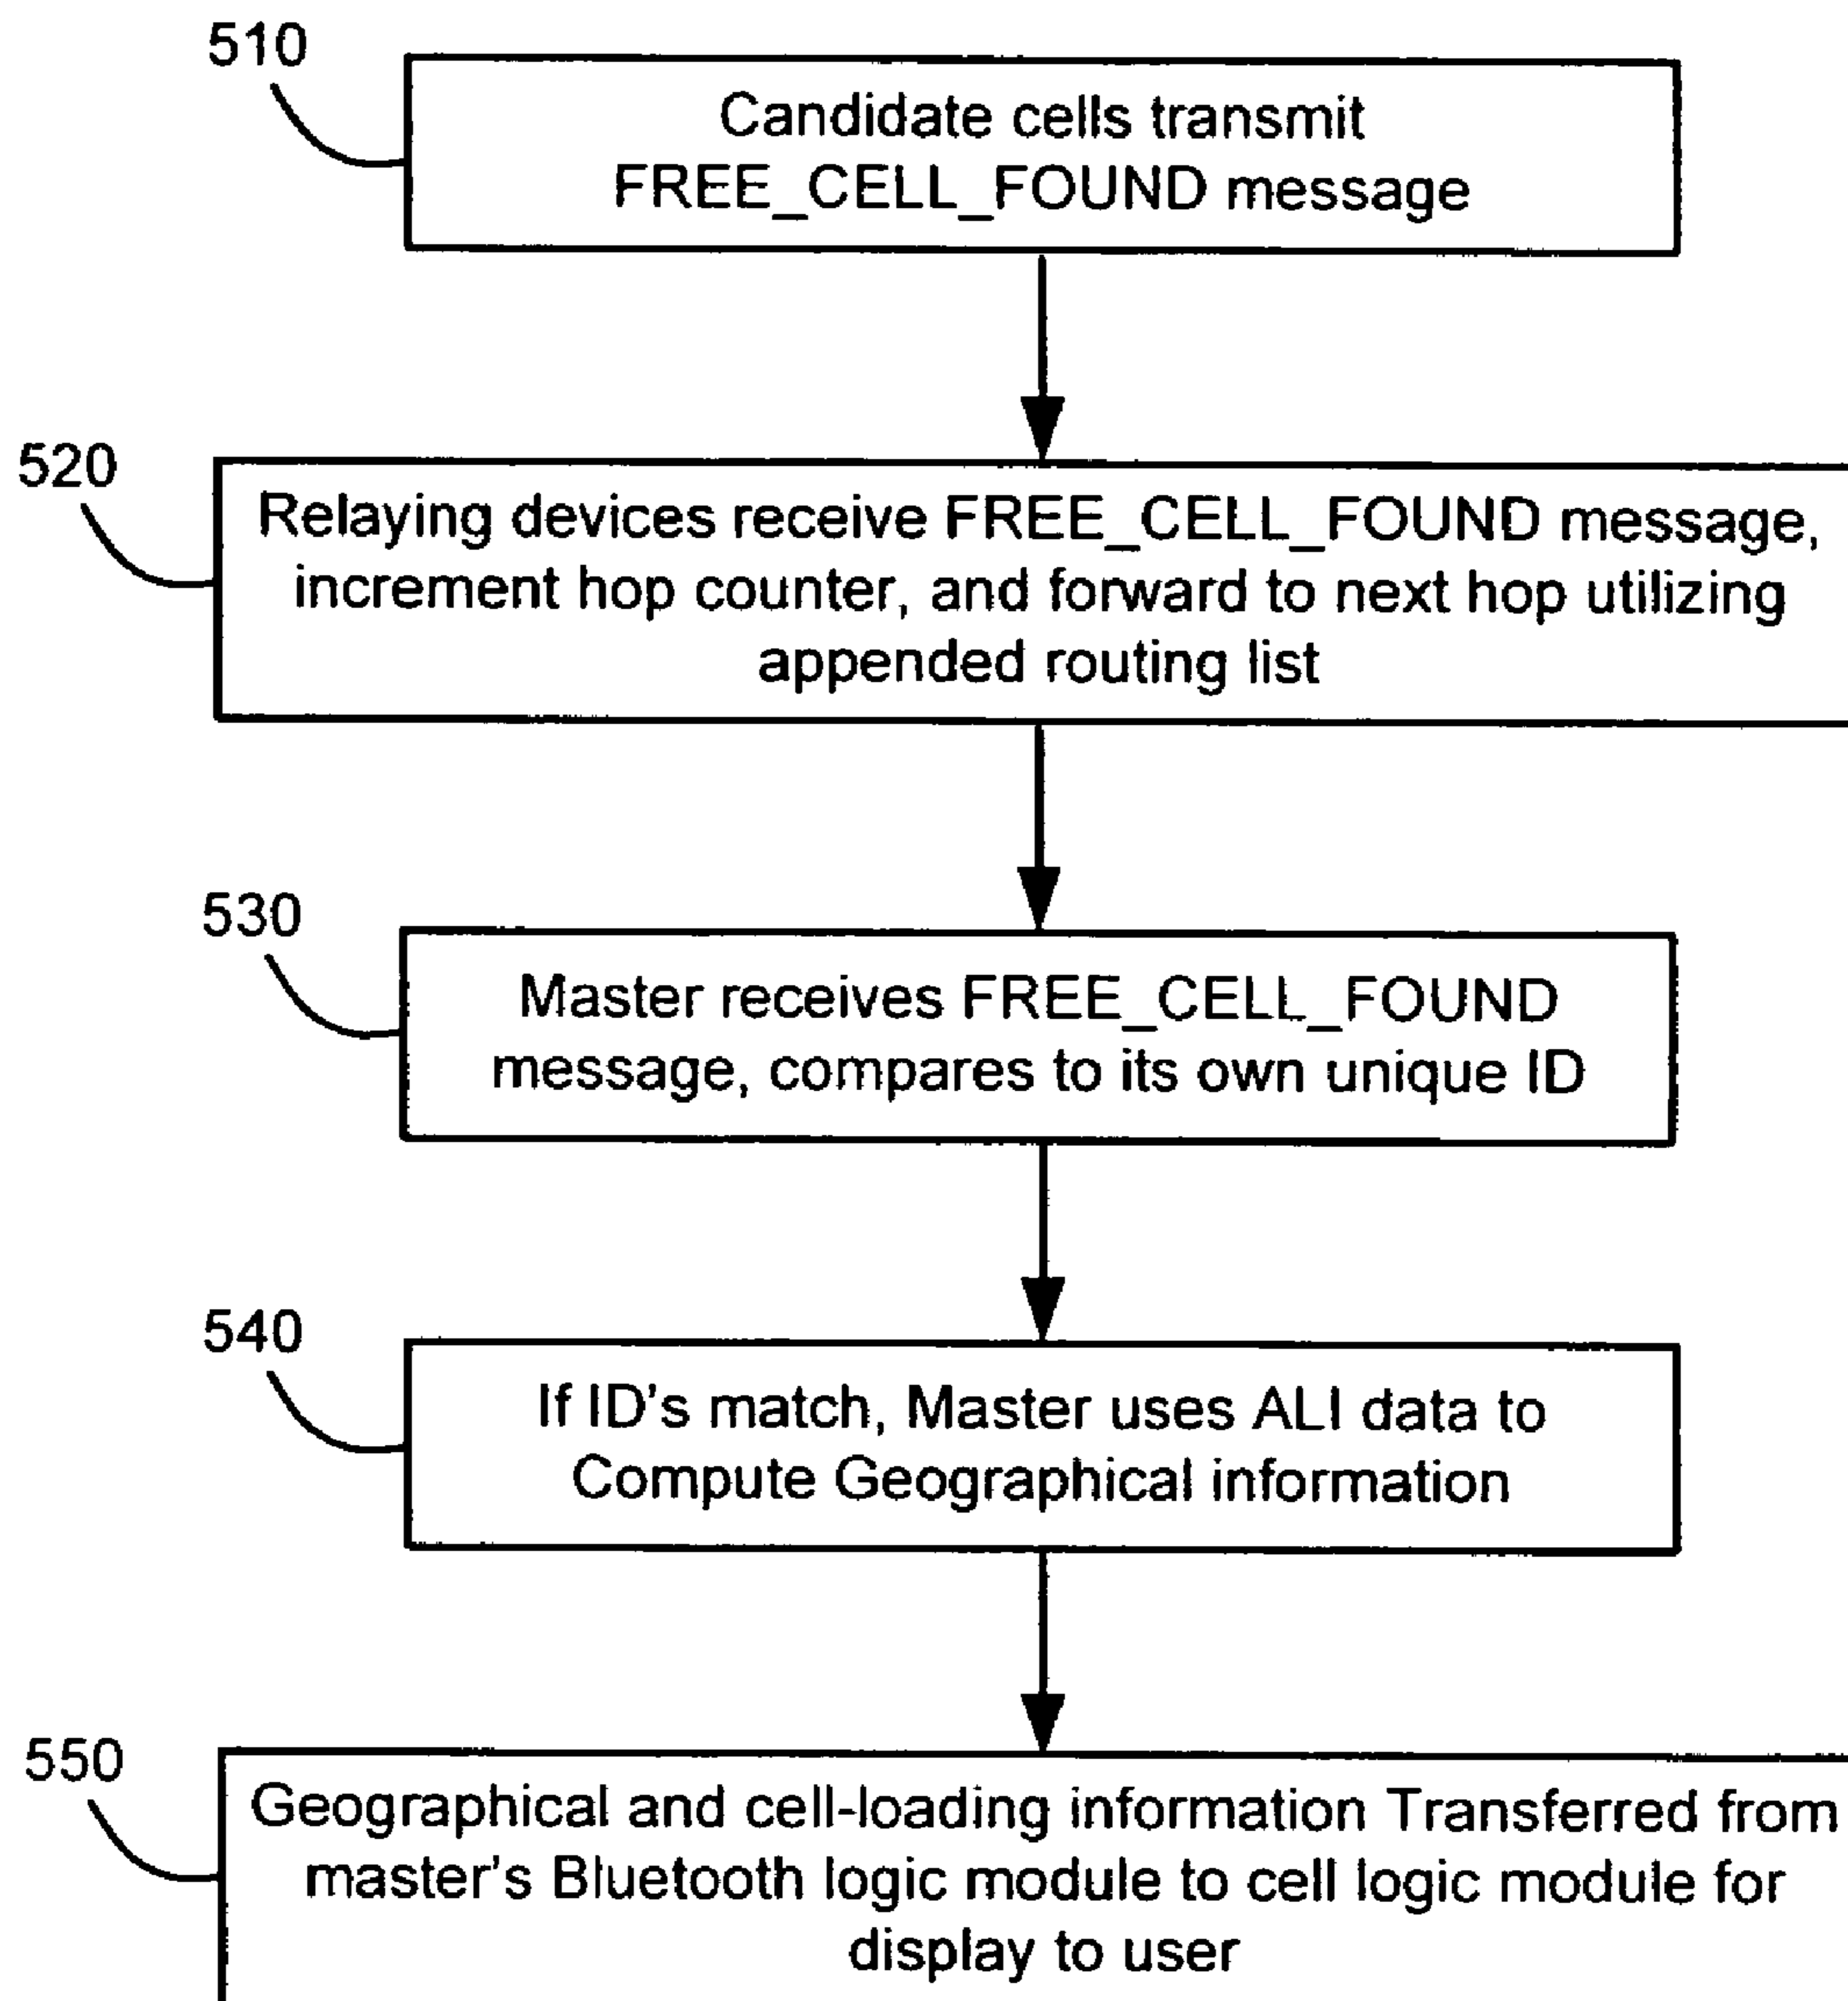 510
Candidate cells transmit
FREE_CELL_FOUND message
520
Relaying devices receive FREE_CELL_FOUND message,
increment hop counter, and forward to next hop utilizing
appended routing list
530
Master receives FREE_CELL_FOUND
message, compares to its own unique ID
540
If ID's match, Master uses ALI data to
Compute Geographical information
550
Geographical and cell-loading information Transferred from
master's Bluetooth logic module to cell logic module for
display to user